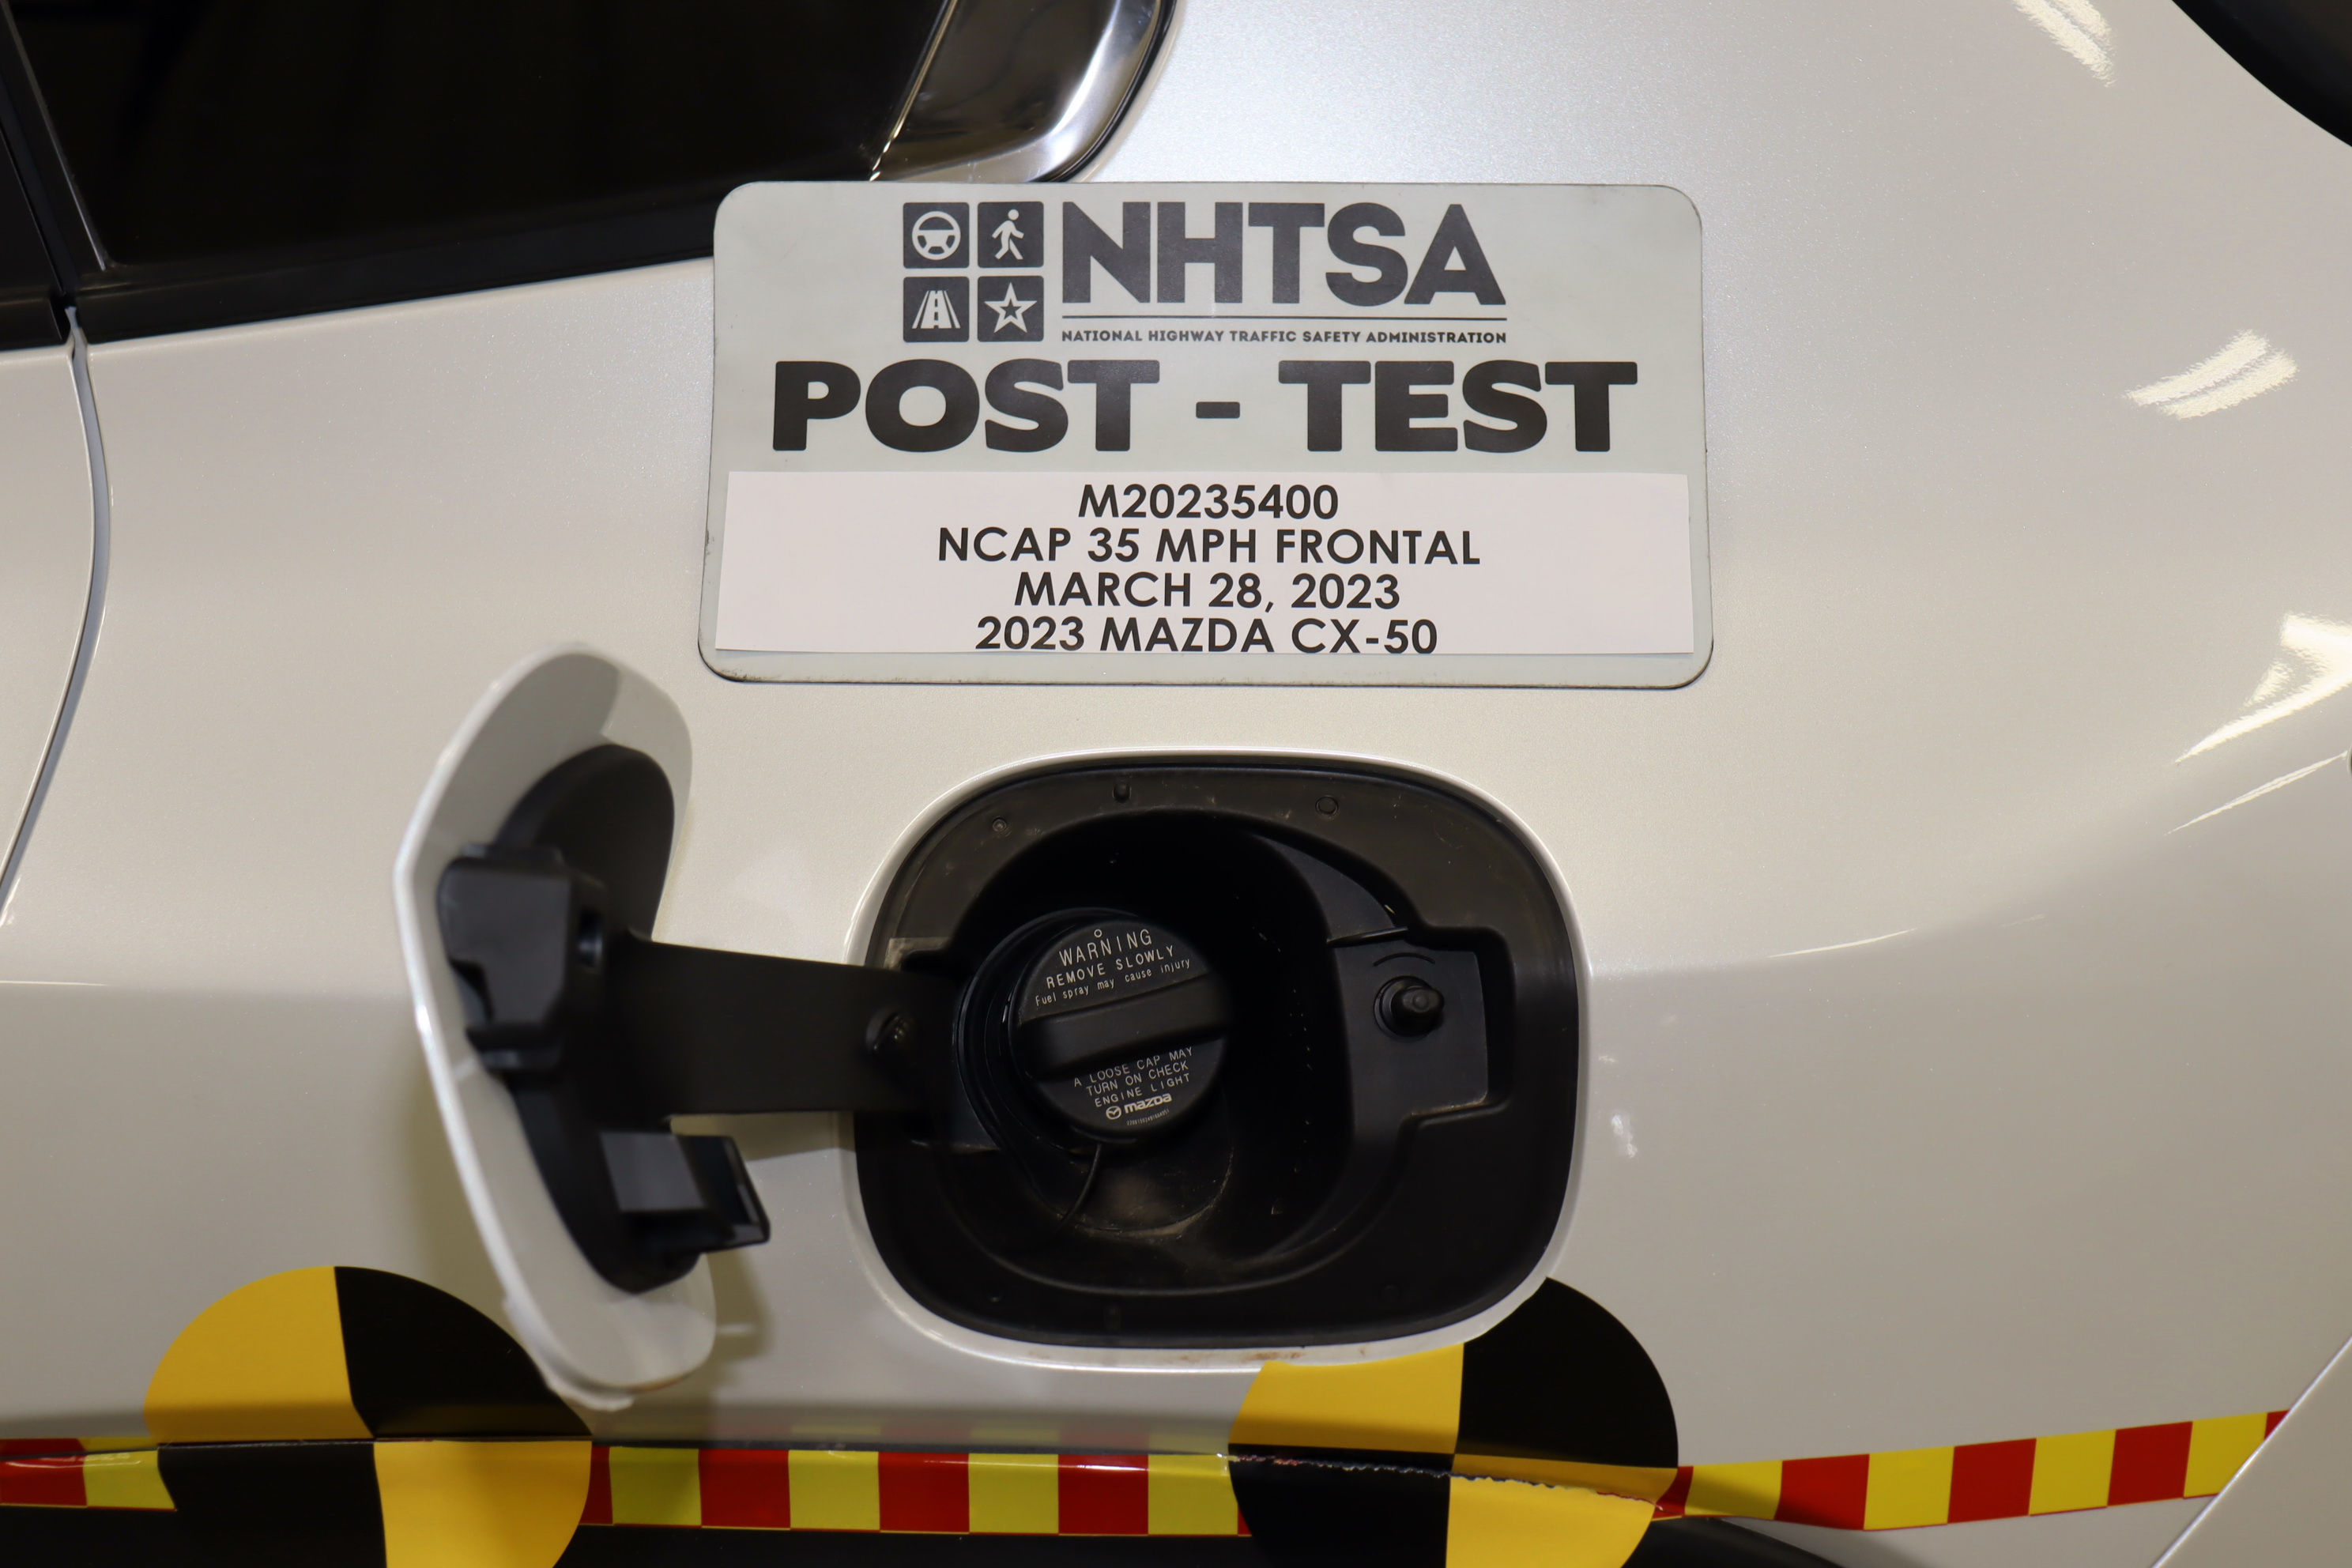 NHTSA
NATIONAL HIGHWAY TRAFFIC SAFETY ADMINISTRATION
POST - TEST
M20235400
NCAP 35 MPH FRONTAL
MARCH 28, 2023
2023 MAZDA CX-50
WARNING
REMOVE SLOWLY
Fuel spray may cause injury
A LOOSE CAP MAY
TURN ON CHECK
ENGINE LIGHT
mazda